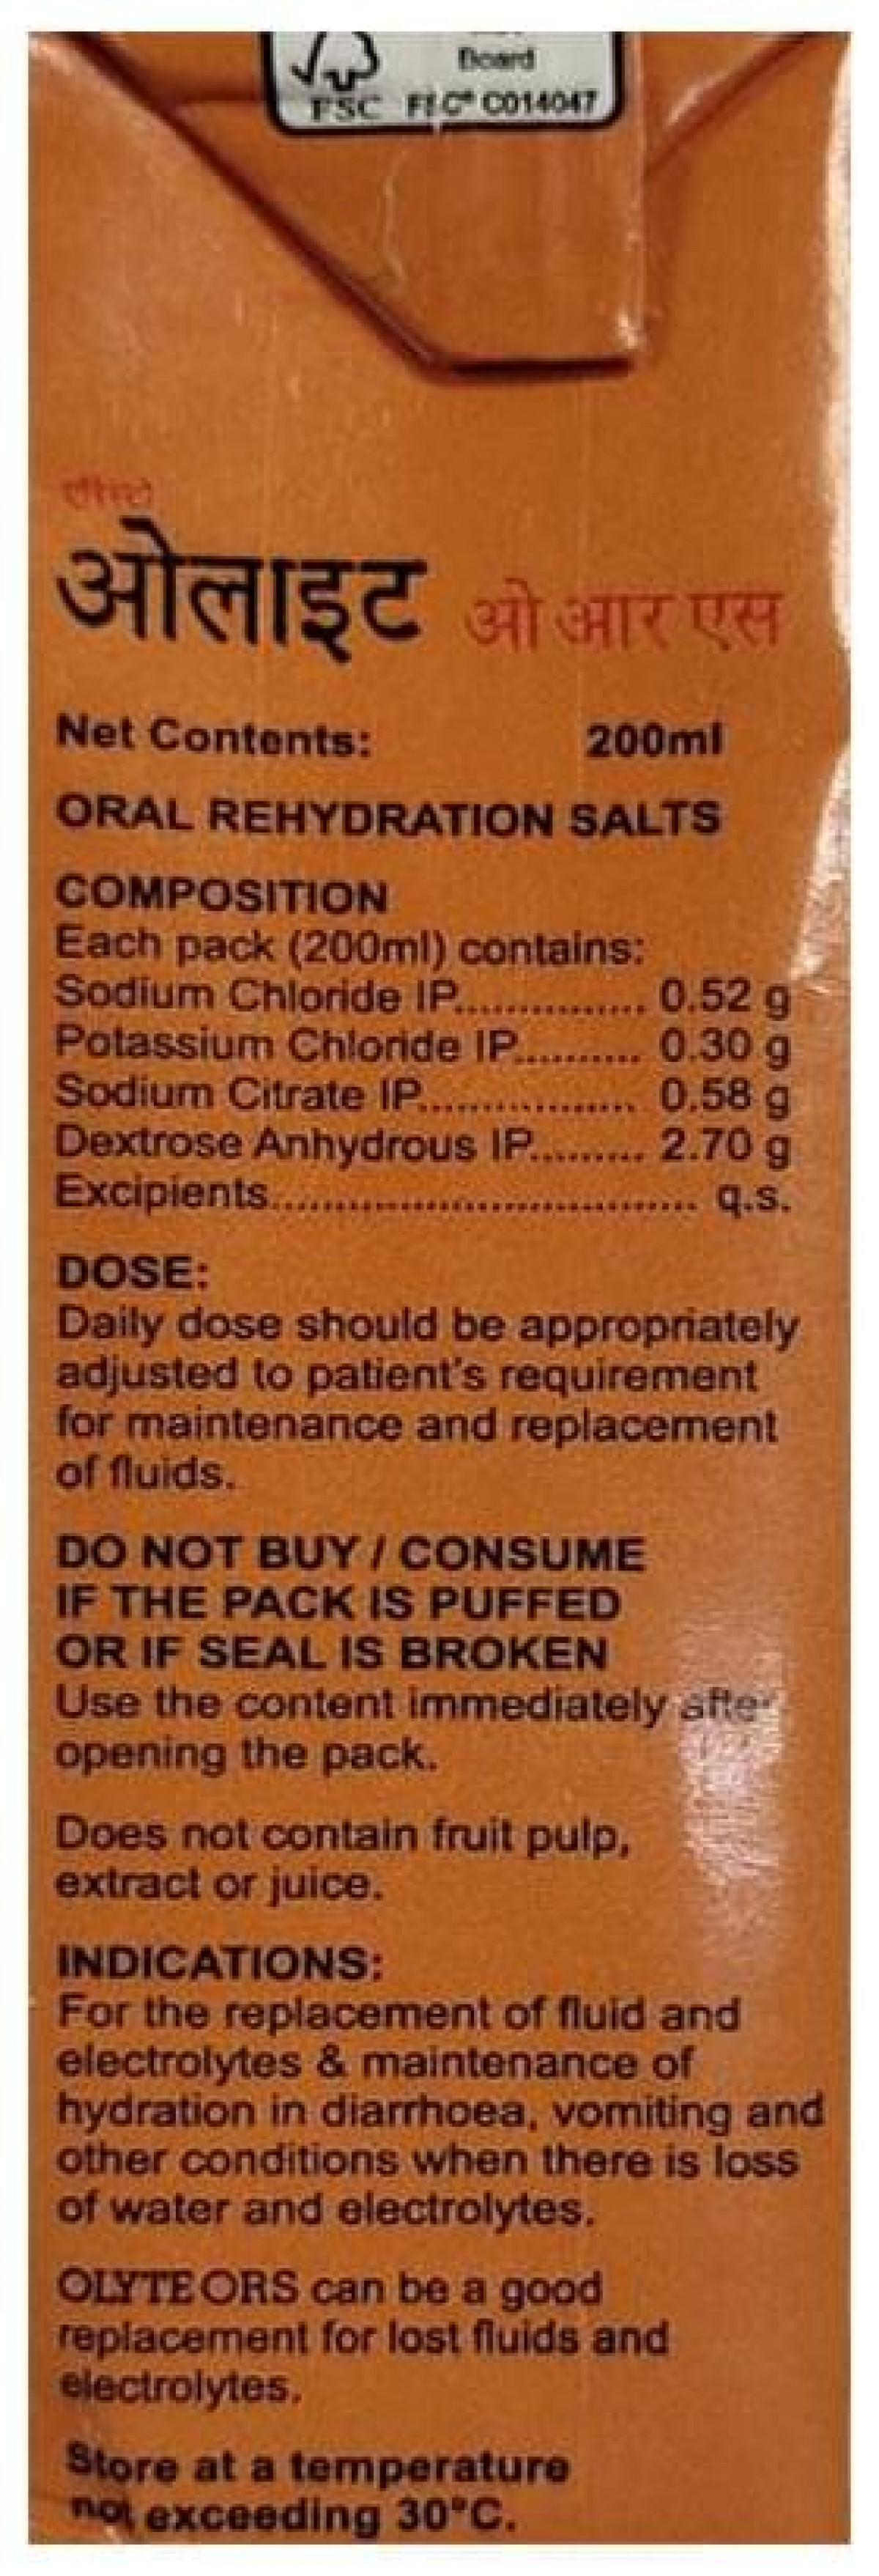 Board
FSC FSC® C014047
एरिस्टो
ओलाइट ओ आर एस
Net Contents: 200ml
ORAL REHYDRATION SALTS
COMPOSITION
Each pack (200ml) contains:
Sodium Chloride IP............... 0.52 g
Potassium Chloride IP.......... 0.30 g
Sodium Citrate IP................. 0.58 g
Dextrose Anhydrous IP......... 2.70 g
Excipients.................................. q.s.
DOSE:
Daily dose should be appropriately
adjusted to patient's requirement
for maintenance and replacement
of fluids.
DO NOT BUY / CONSUME
IF THE PACK IS PUFFED
OR IF SEAL IS BROKEN
Use the content immediately after
opening the pack.
Does not contain fruit pulp,
extract or juice.
INDICATIONS:
For the replacement of fluid and
electrolytes & maintenance of
hydration in diarrhoea, vomiting and
other conditions when there is loss
of water and electrolytes.
OLYTE ORS can be a good
replacement for lost fluids and
electrolytes.
Store at a temperature
not exceeding 30°C.